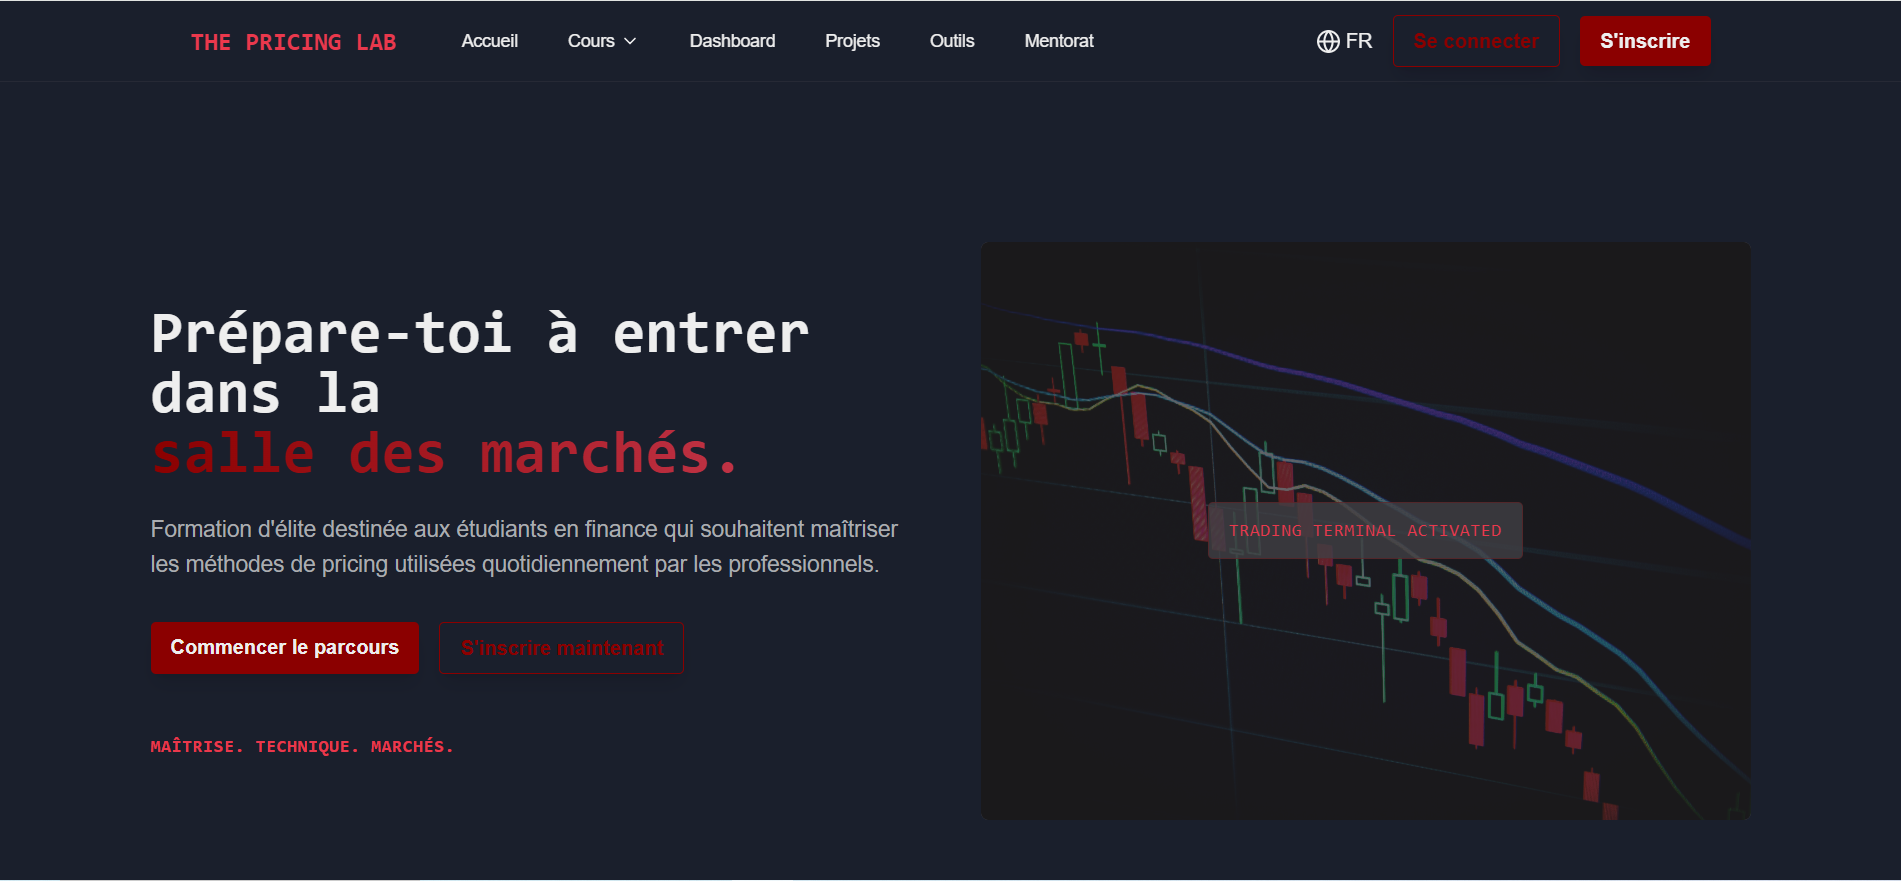 THE PRICING LAB
Accueil
Cours
Dashboard
Projets
Outils
Mentorat
FR
Se connecter
S'inscrire
Prépare-toi à entrer
dans la
salle des marchés.
Formation d'élite destinée aux étudiants en finance qui souhaitent maîtriser
les méthodes de pricing utilisées quotidiennement par les professionnels.
Commencer le parcours
S'inscrire maintenant
MAÎTRISE. TECHNIQUE. MARCHÉS.
TRADING TERMINAL ACTIVATED